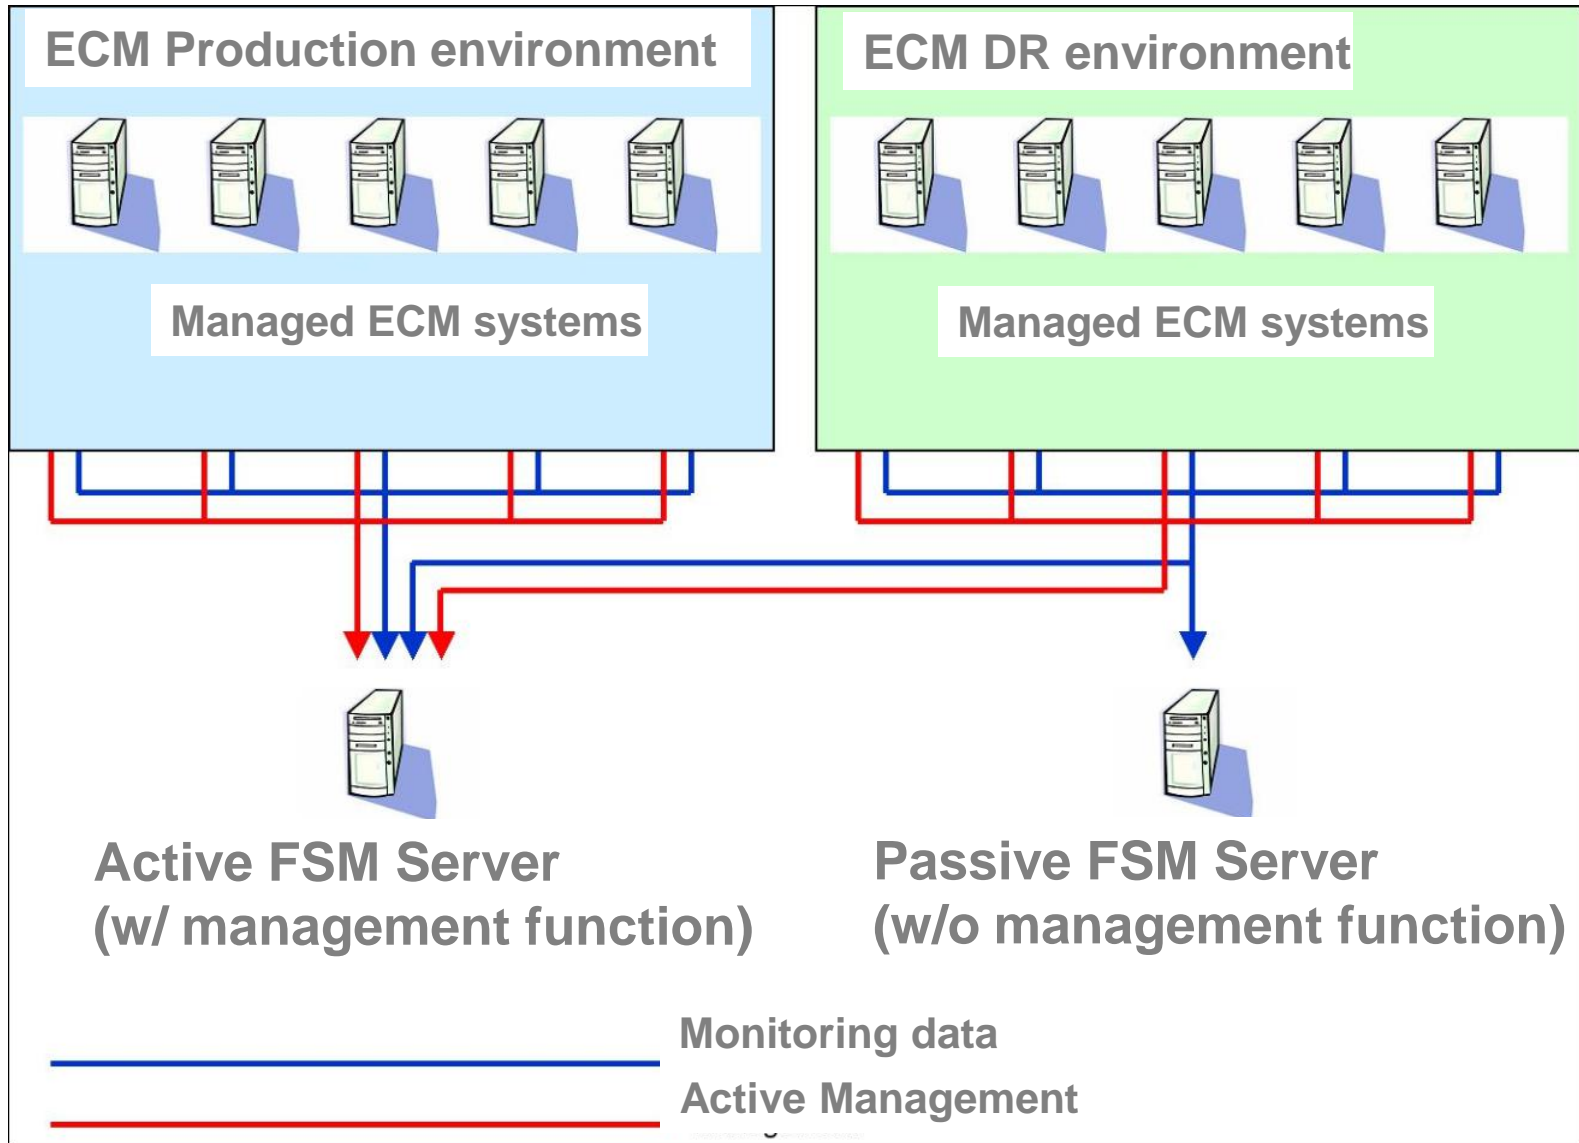 ECM Production environment
ECM DR environment
Managed ECM systems
Managed ECM systems
Active FSM Server
(w/ management function)
Passive FSM Server
(w/o management function)
Monitoring data
Active Management